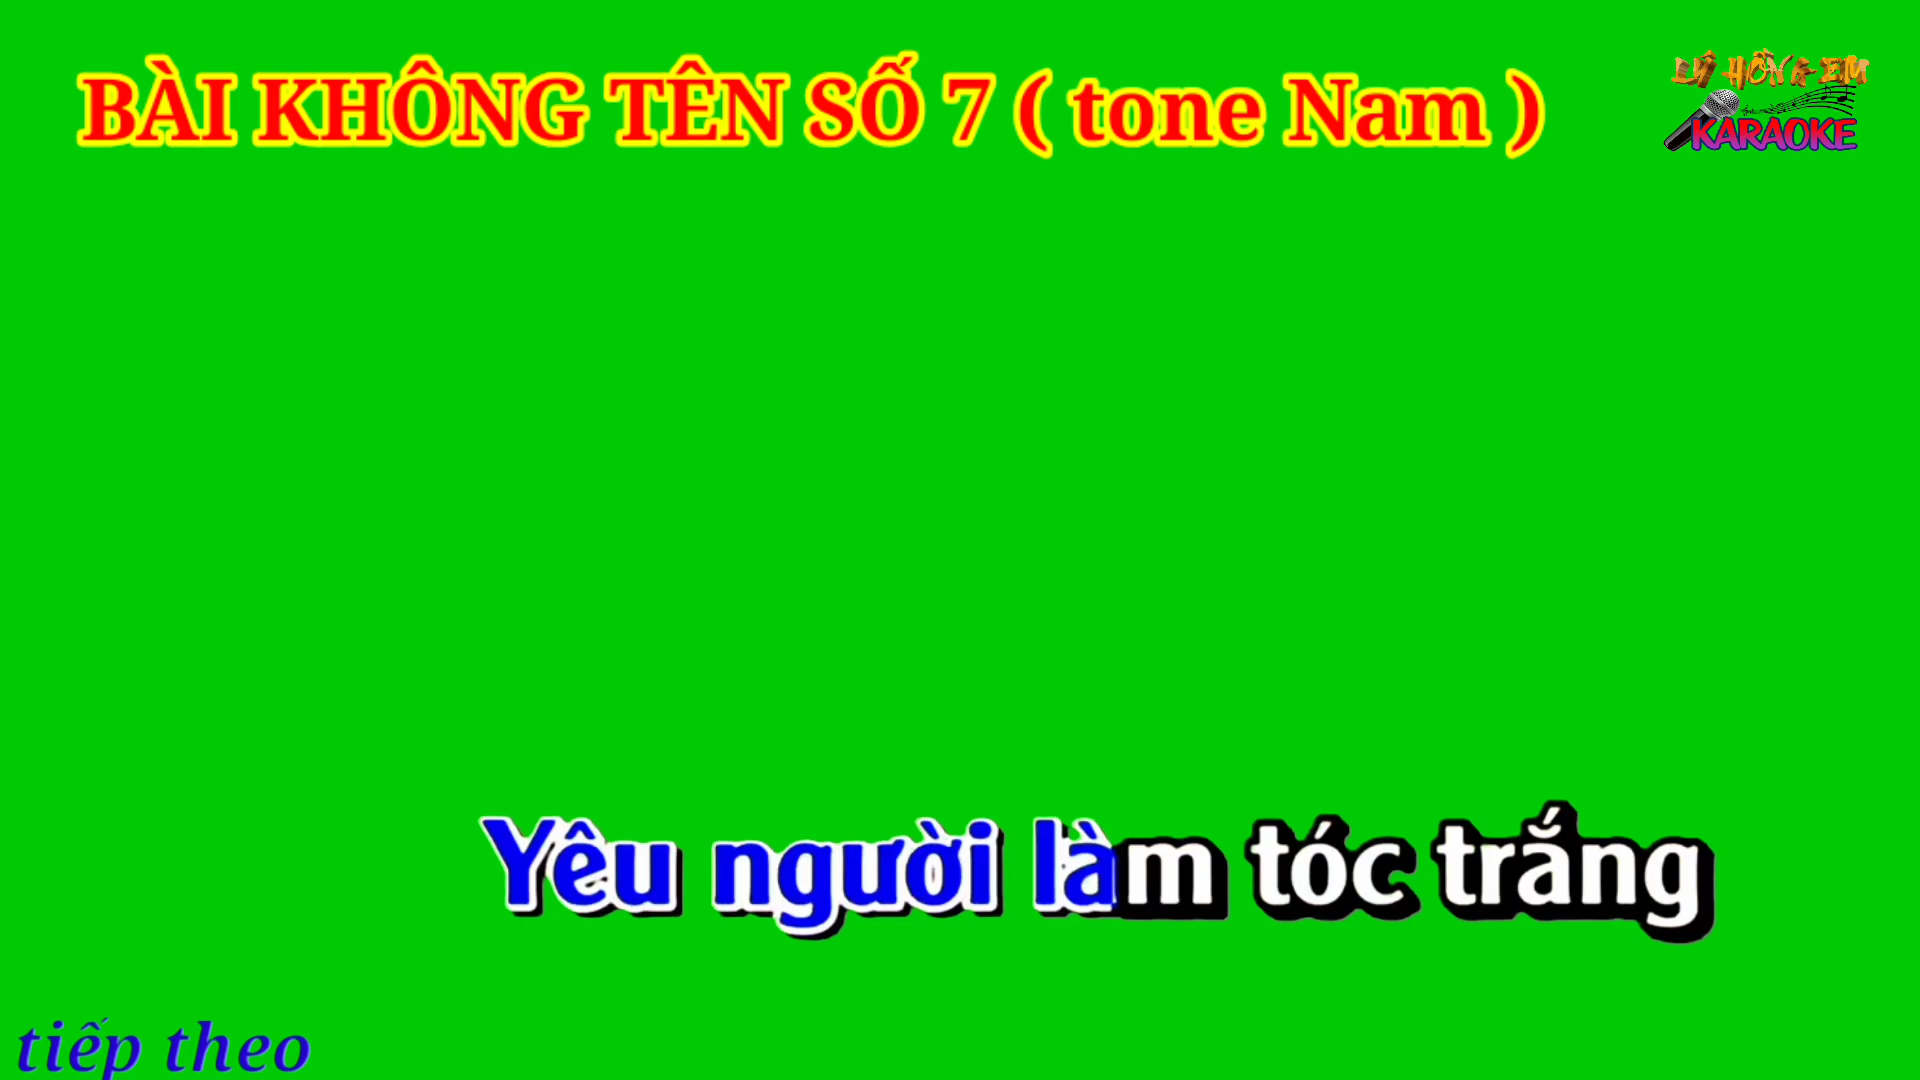 BÀI KHÔNG TÊN SỐ 7 ( tone Nam )
LÝ HỒNG EM
KARAOKE
Yêu người làm tóc trắng
tiếp theo